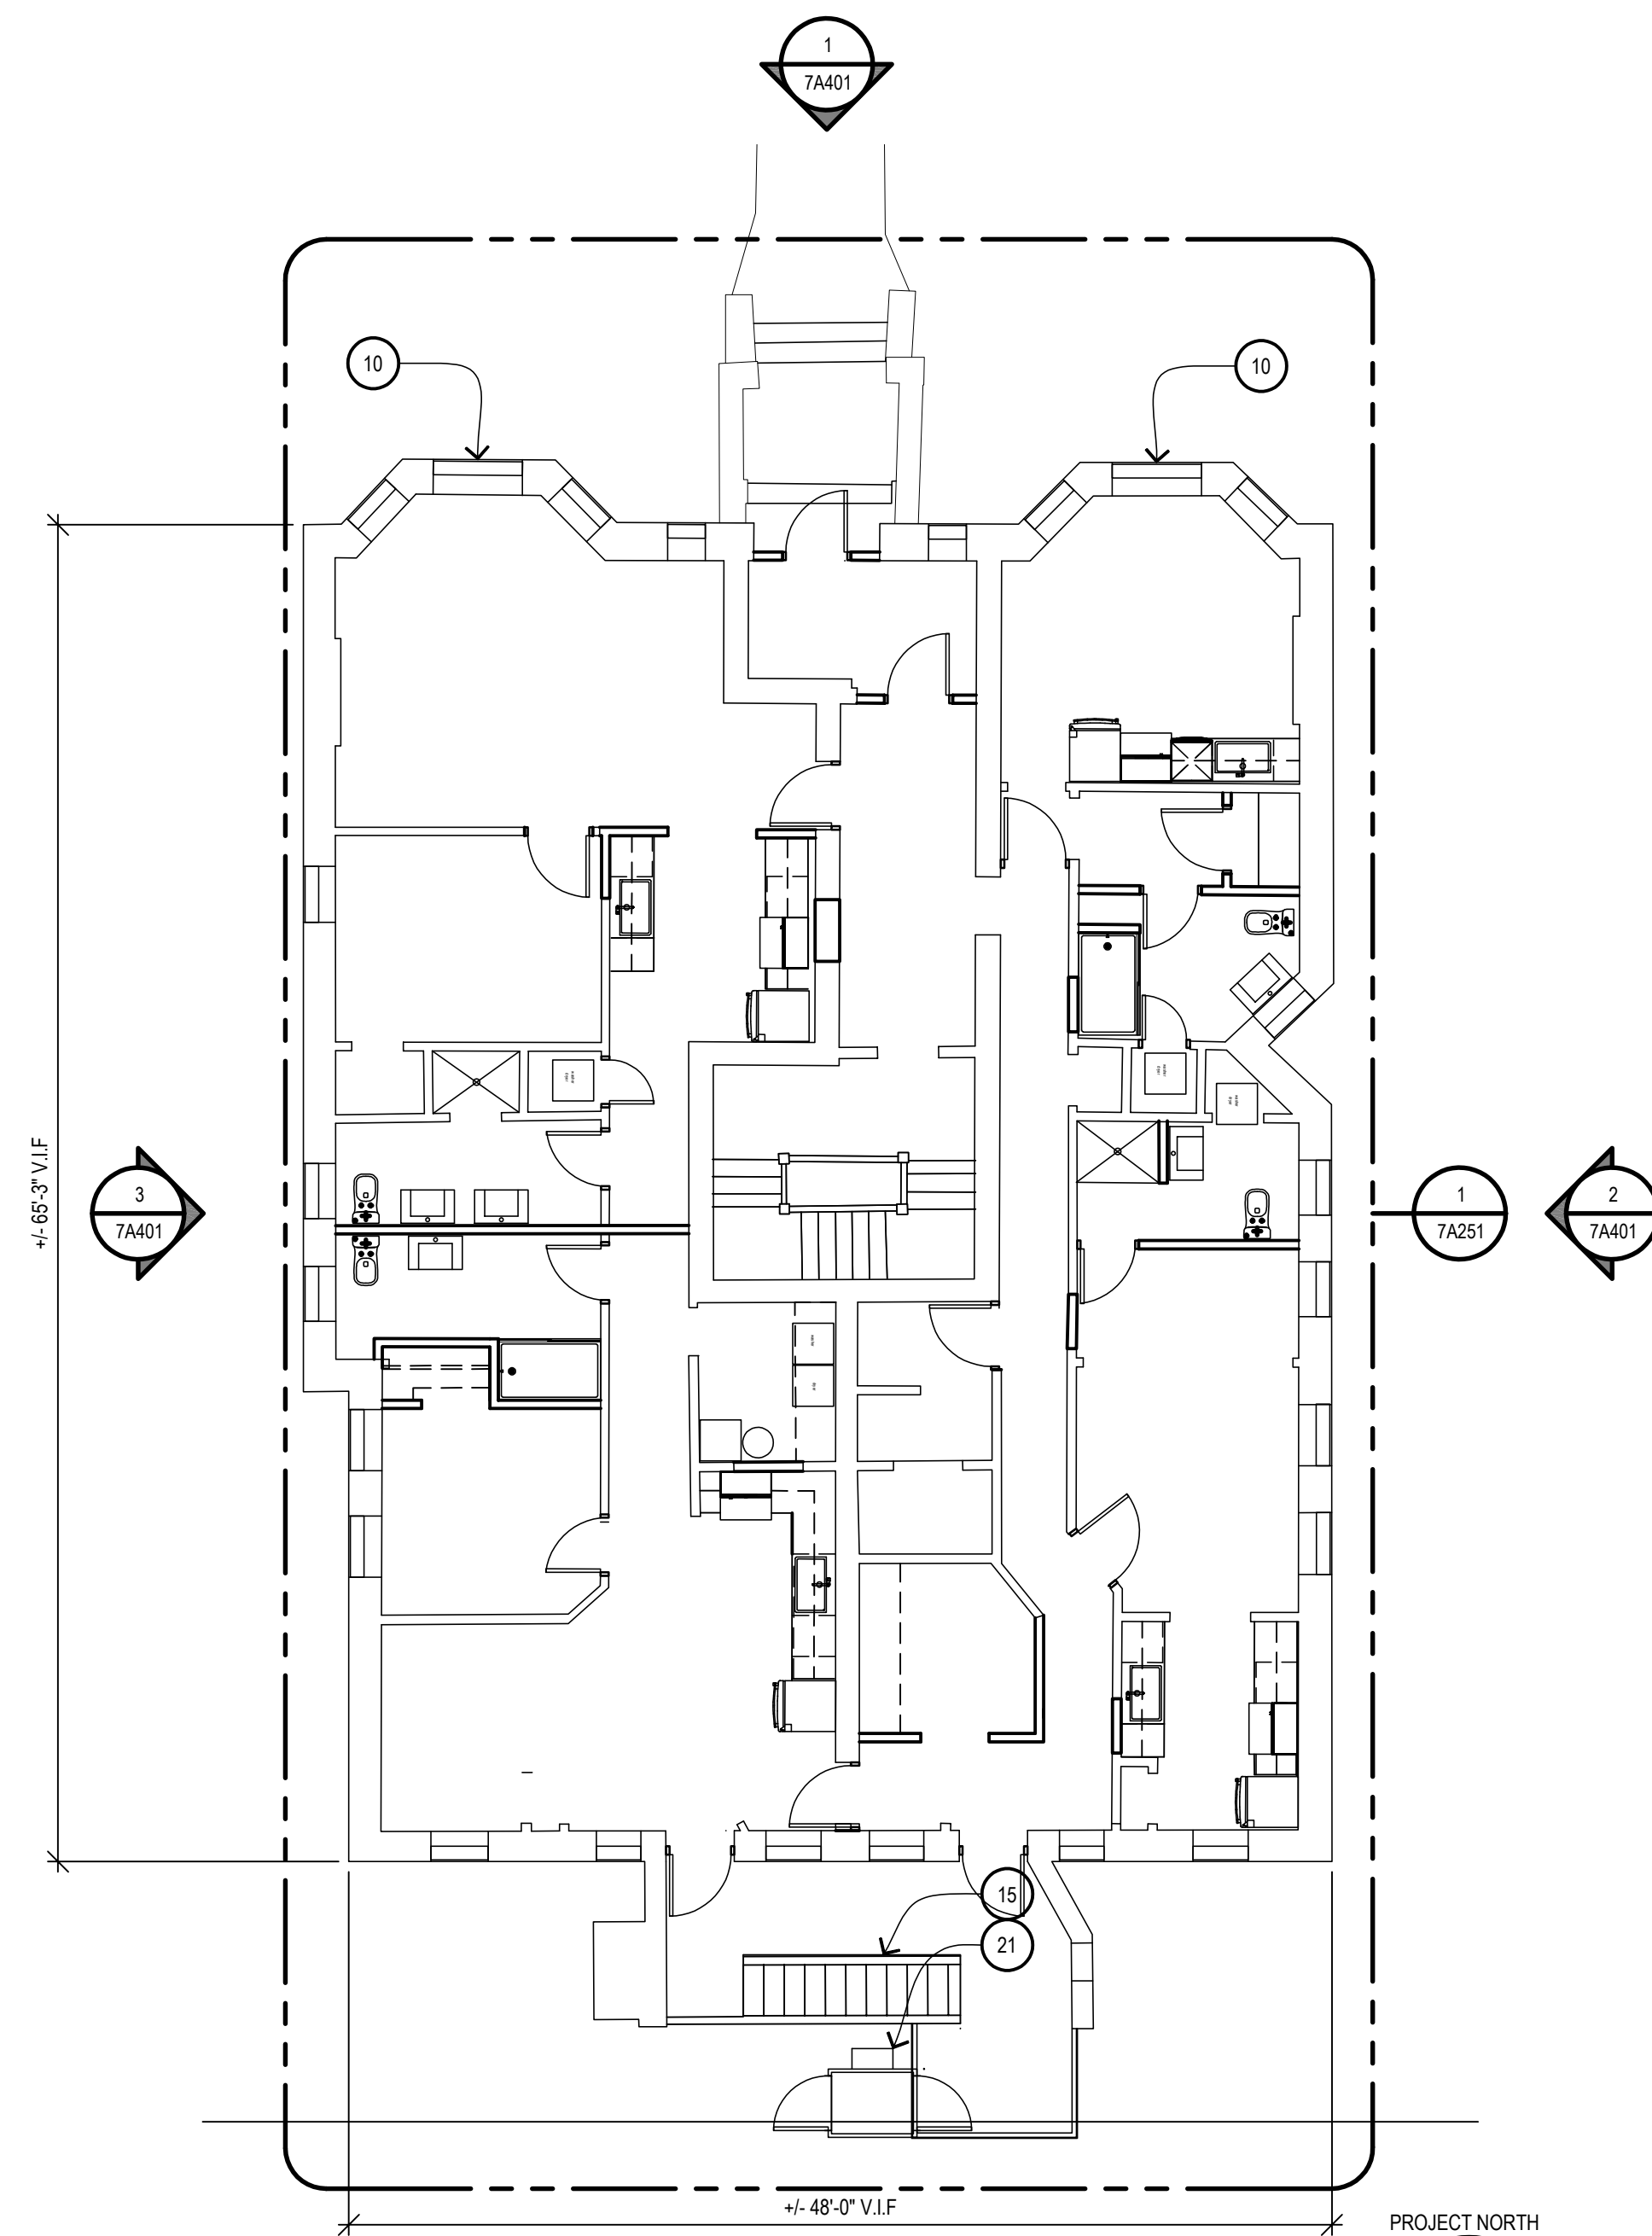 1
7A401
10
10
+/- 65'-3" V.I.F
3
7A401
1
7A251
2
7A401
15
21
+/- 48'-0" V.I.F
PROJECT NORTH